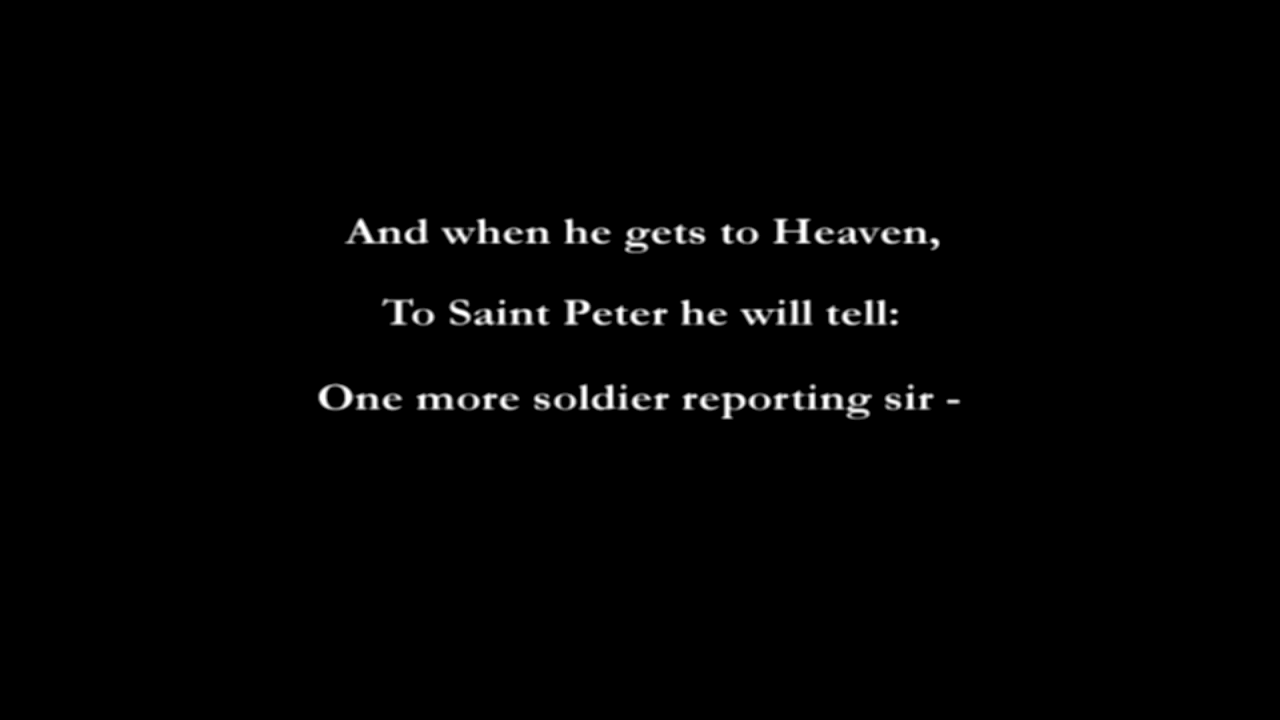 And when he gets to Heaven,
To Saint Peter he will tell:
One more soldier reporting sir -